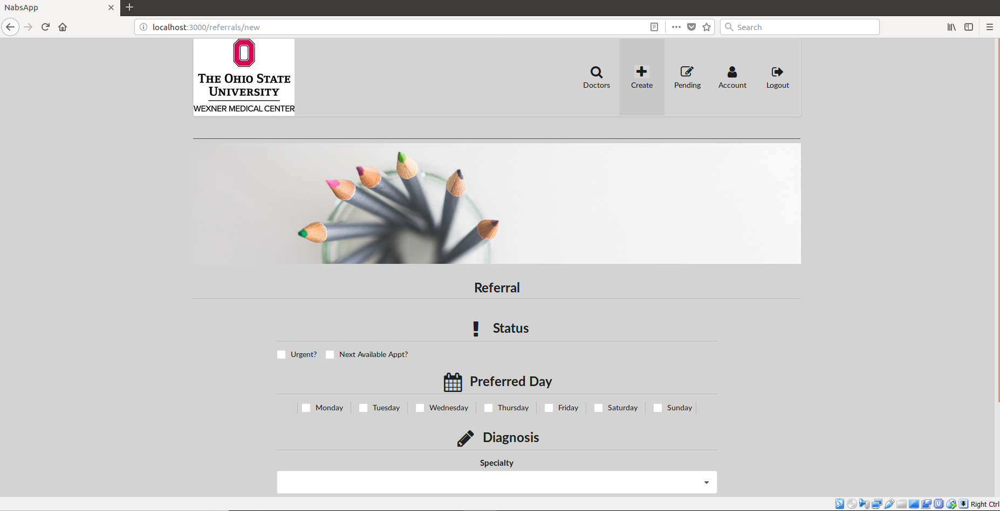 NabsApp
localhost:3000/referrals/new
Search
THE OHIO STATE
UNIVERSITY
WEXNER MEDICAL CENTER
Doctors
Create
Pending
Account
Logout
Referral
Status
Urgent?
Next Available Appt?
Preferred Day
Monday
Tuesday
Wednesday
Thursday
Friday
Saturday
Sunday
Diagnosis
Specialty
Right Ctrl